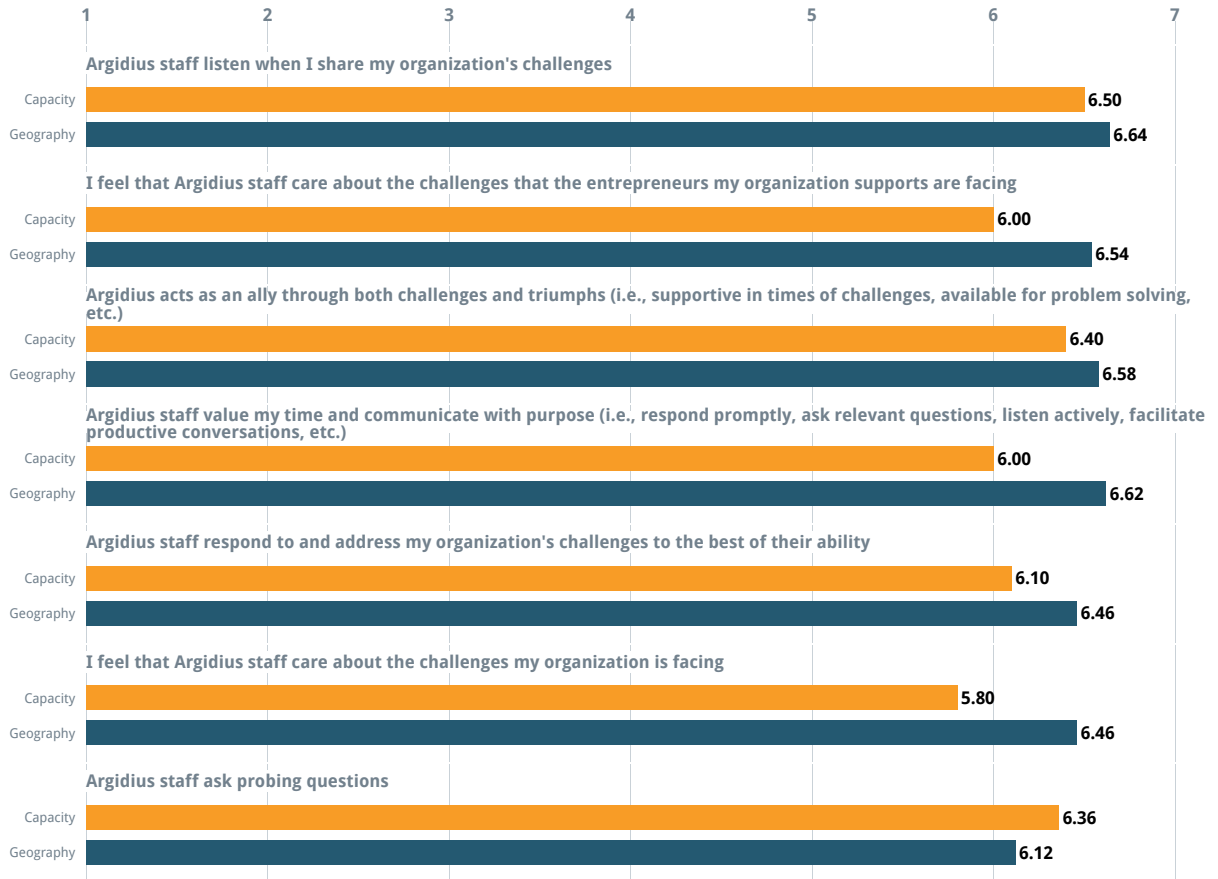 1 2 3 4 5 6 7
Argidius staff listen when I share my organization's challenges
Capacity 6.50
Geography 6.64
I feel that Argidius staff care about the challenges that the entrepreneurs my organization supports are facing
Capacity 6.00
Geography 6.54
Argidius acts as an ally through both challenges and triumphs (i.e., supportive in times of challenges, available for problem solving,
etc.)
Capacity 6.40
Geography 6.58
Argidius staff value my time and communicate with purpose (i.e., respond promptly, ask relevant questions, listen actively, facilitate
productive conversations, etc.)
Capacity 6.00
Geography 6.62
Argidius staff respond to and address my organization's challenges to the best of their ability
Capacity 6.10
Geography 6.46
I feel that Argidius staff care about the challenges my organization is facing
Capacity 5.80
Geography 6.46
Argidius staff ask probing questions
Capacity 6.36
Geography 6.12